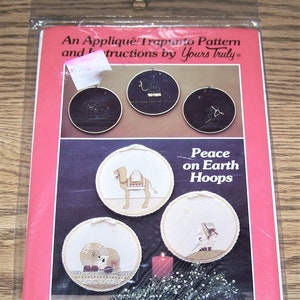 An Appliqué/Trapunto Pattern
and Instructions by Yours Truly®
Peace
on Earth
Hoops